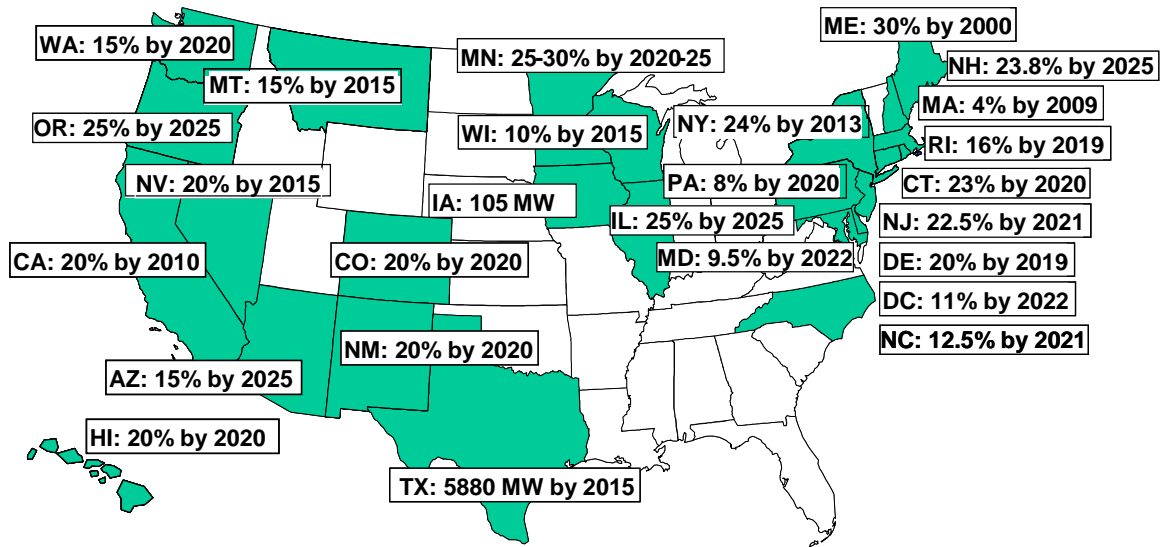 ME: 30% by 2000
WA: 15% by 2020
MN: 25-30% by 2020-25
NH: 23.8% by 2025
MT: 15% by 2015
MA: 4% by 2009
OR: 25% by 2025
WI: 10% by 2015
NY: 24% by 2013
RI: 16% by 2019
NV: 20% by 2015
PA: 8% by 2020
CT: 23% by 2020
IA: 105 MW
IL: 25% by 2025
NJ: 22.5% by 2021
CA: 20% by 2010
CO: 20% by 2020
MD: 9.5% by 2022
DE: 20% by 2019
DC: 11% by 2022
NC: 12.5% by 2021
NM: 20% by 2020
AZ: 15% by 2025
HI: 20% by 2020
TX: 5880 MW by 2015